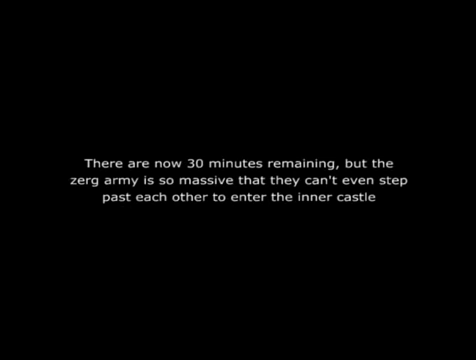 There are now 30 minutes remaining, but the
zerg army is so massive that they can't even step
past each other to enter the inner castle